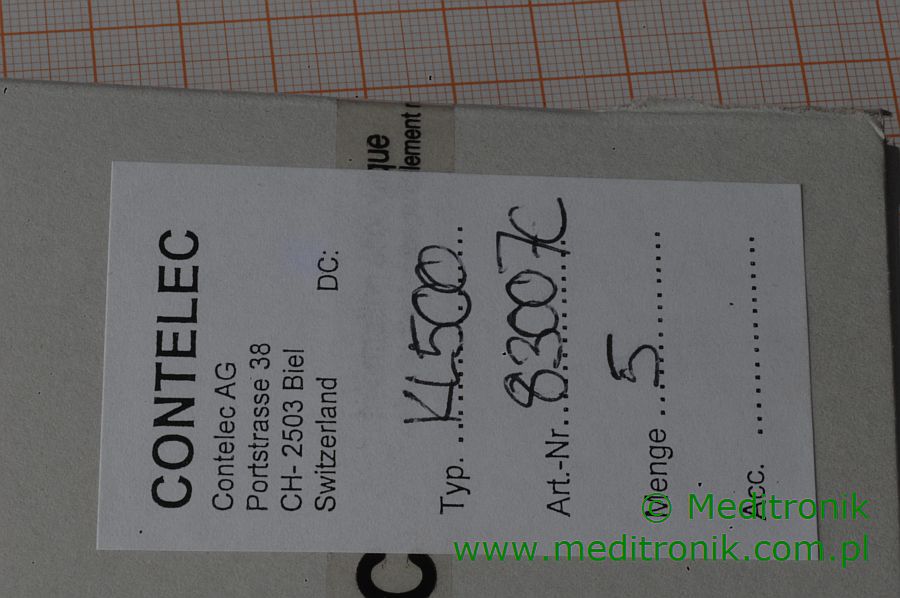 CONTELEC
Contelec AG
Portstrasse 38
CH- 2503 Biel
Switzerland DC:
Typ. KL500
Art.-Nr. 83007C
Menge 5
Acc.
que
lement
C
© Meditronik
www.meditronik.com.pl